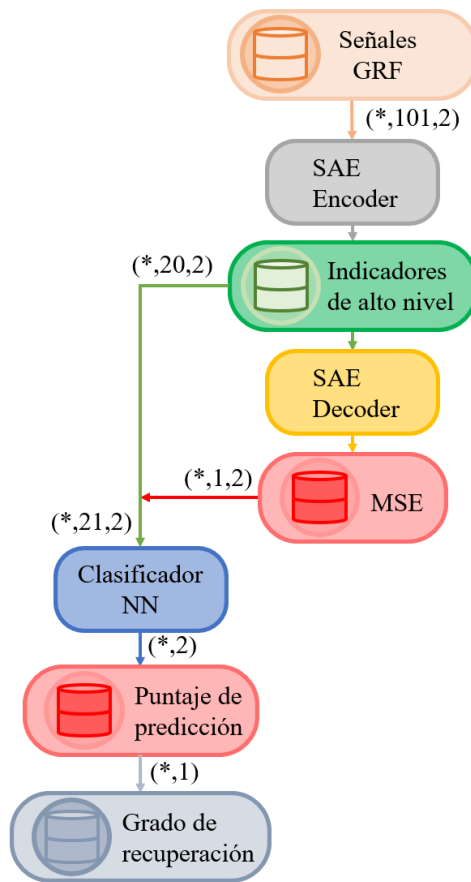 Señales
GRF
(*,101,2)
SAE
Encoder
(*,20,2)
Indicadores
de alto nivel
SAE
Decoder
(*,1,2)
MSE
(*,21,2)
Clasificador
NN
(*,2)
Puntaje de
predicción
(*,1)
Grado de
recuperación